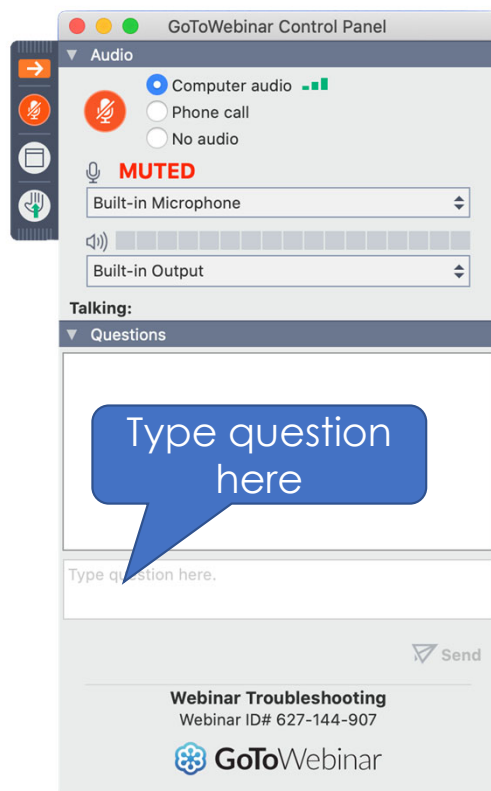 GoToWebinar Control Panel
Audio
Computer audio
Phone call
No audio
MUTED
Built-in Microphone
Built-in Output
Talking:
Questions
Type question
here
Type question here.
Send
Webinar Troubleshooting
Webinar ID# 627-144-907
GoToWebinar